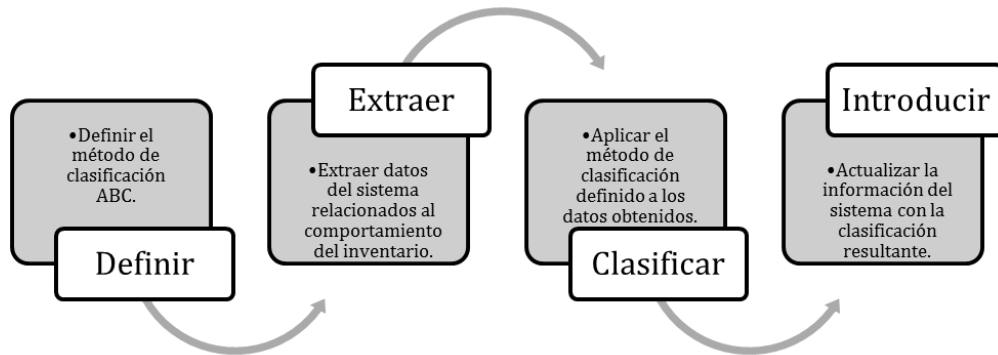 •Definir el
método de
clasificación
ABC.
Definir
Extraer
•Extraer datos
del sistema
relacionados al
comportamiento
del inventario.
•Aplicar el
método de
clasificación
definido a los
datos obtenidos.
Clasificar
Introducir
•Actualizar la
información del
sistema con la
clasificación
resultante.